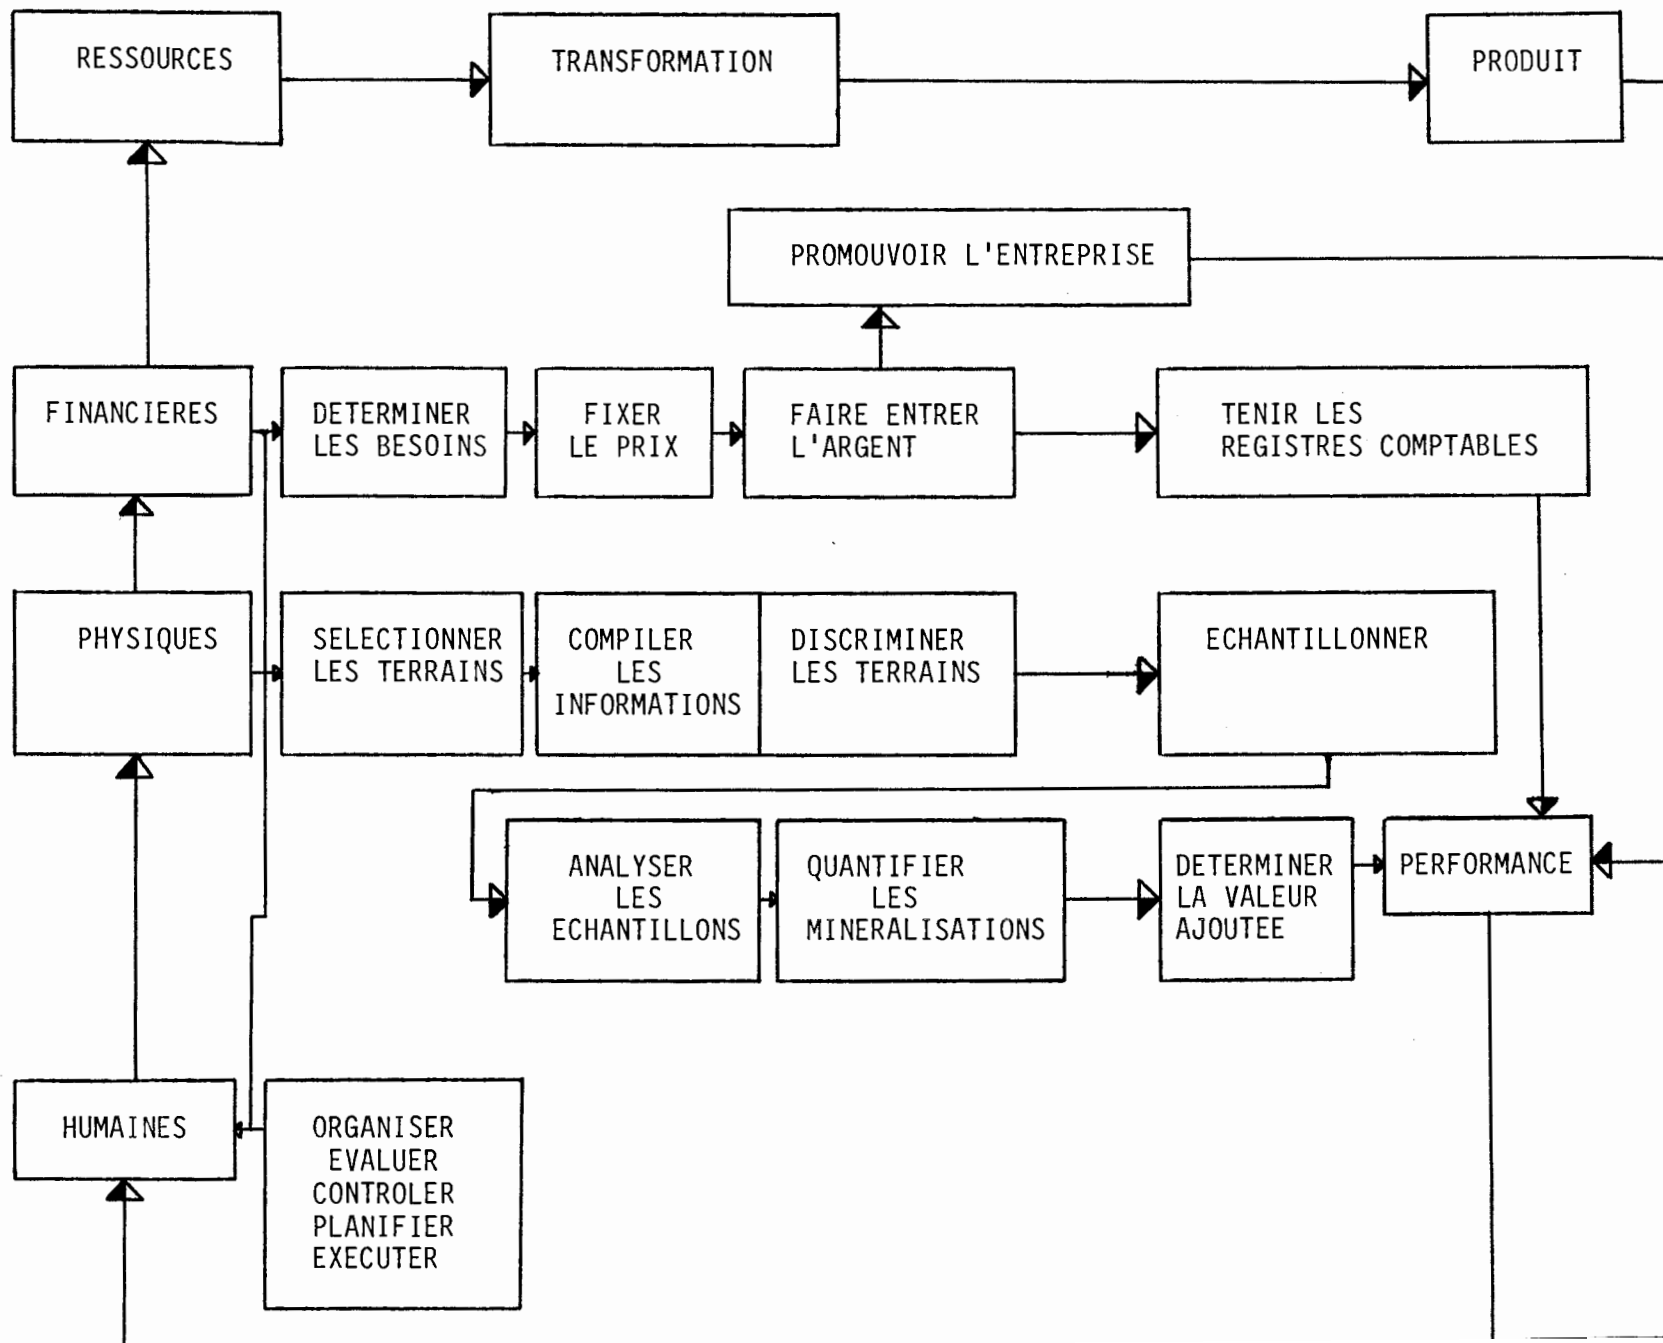 RESSOURCES
TRANSFORMATION
PRODUIT
PROMOUVOIR L'ENTREPRISE
FINANCIERES
DETERMINER
LES BESOINS
FIXER
LE PRIX
FAIRE ENTRER
L'ARGENT
TENIR LES
REGISTRES COMPTABLES
PHYSIQUES
SELECTIONNER
LES TERRAINS
COMPILER
LES
INFORMATIONS
DISCRIMINER
LES TERRAINS
ECHANTILLONNER
ANALYSER
LES
ECHANTILLONS
QUANTIFIER
LES
MINERALISATIONS
DETERMINER
LA VALEUR
AJOUTEE
PERFORMANCE
HUMAINES
ORGANISER
EVALUER
CONTROLER
PLANIFIER
EXECUTER